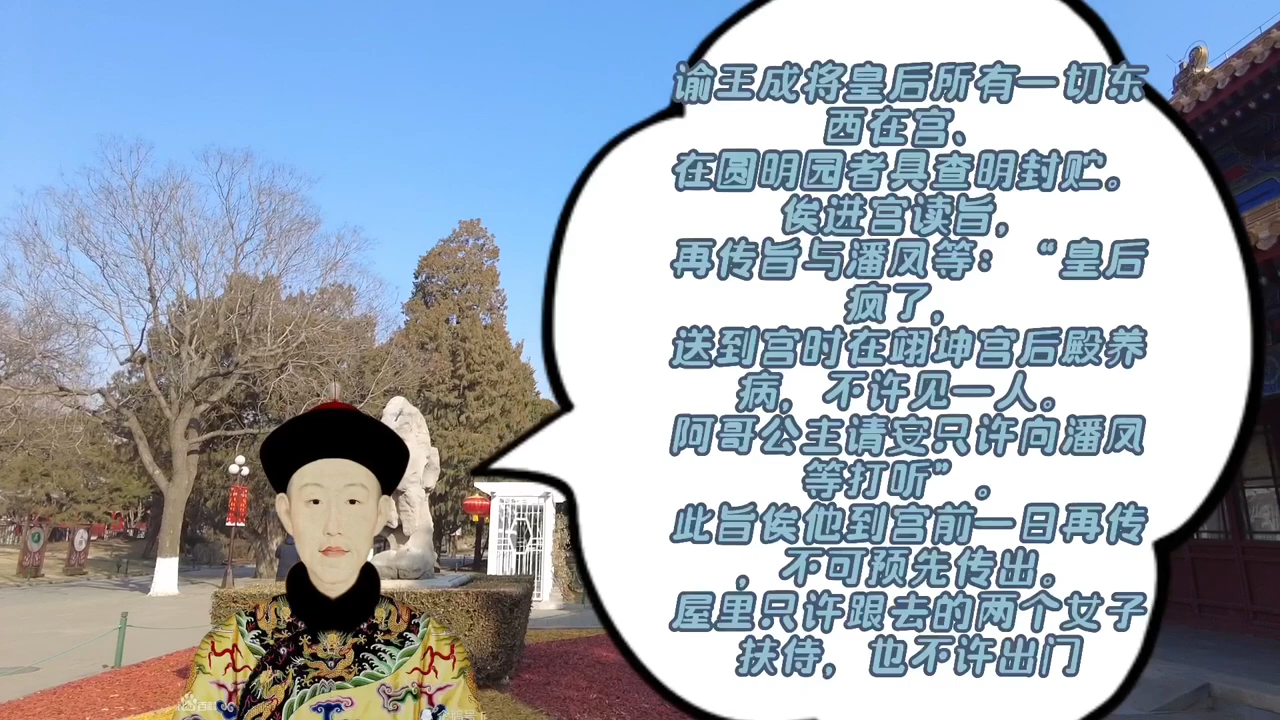 谕王成将皇后所有一切东
西在宫、
在圆明园者具查明封贮。
俟进宫读旨，
再传旨与潘凤等：“皇后
疯了，
送到宫时在翊坤宫后殿养
病，不许见一人。
阿哥公主请安只许向潘凤
等打听”。
此旨俟他到宫前一日再传
，不可预先传出。
屋里只许跟去的两个女子
扶侍，也不许出门
百科